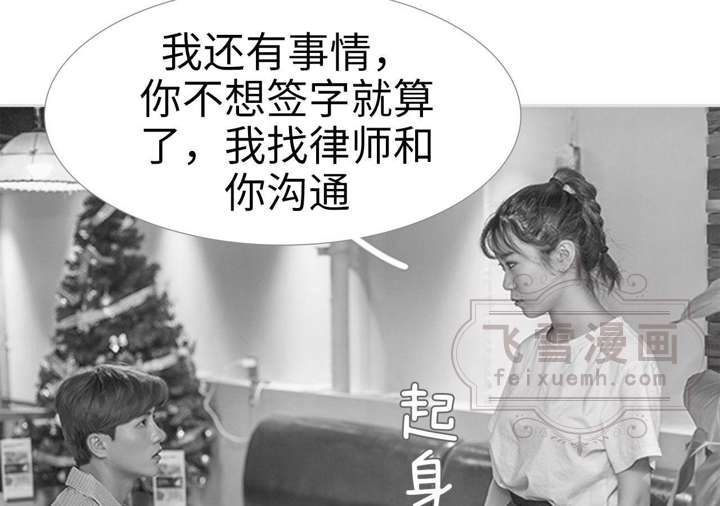 我还有事情，
你不想签字就算
了，我找律师和
你沟通
飞雪漫画
feixuemh.com
起身